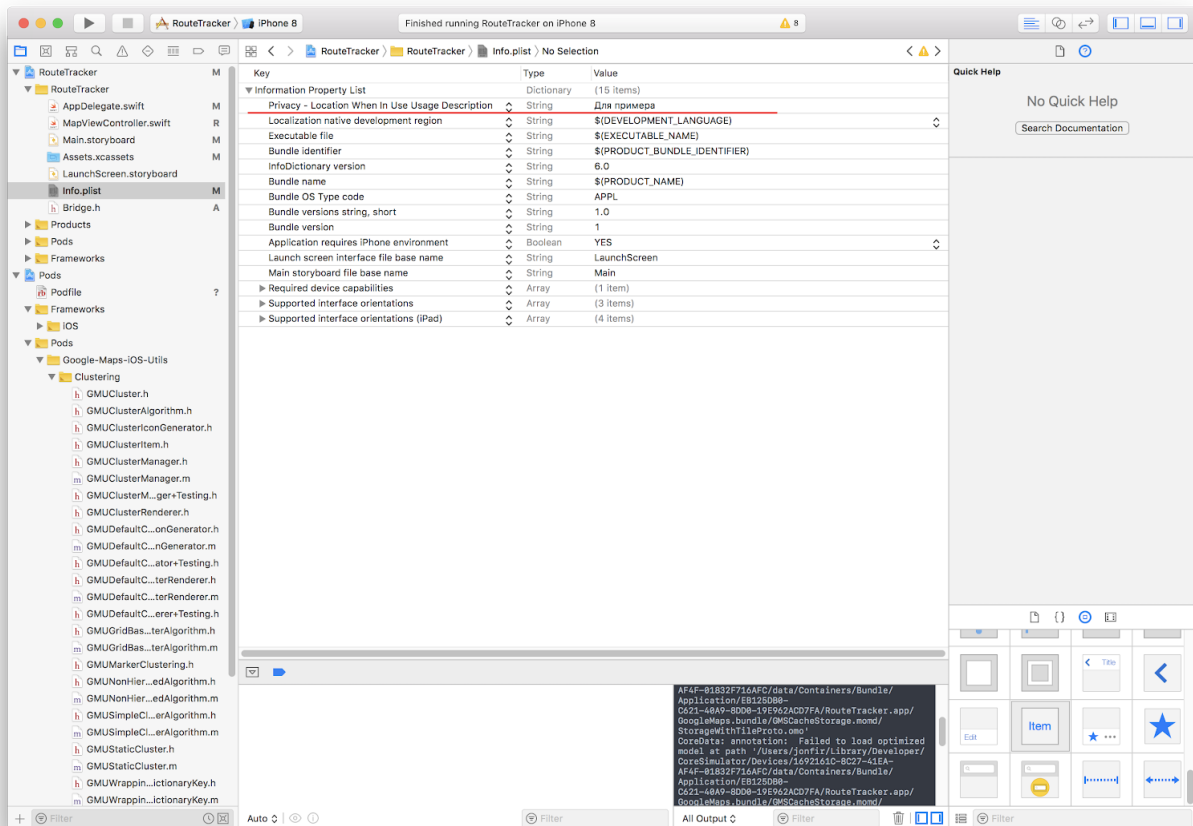 RouteTracker iPhone 8
Finished running RouteTracker on iPhone 8
8
RouteTracker RouteTracker Info.plist No Selection
RouteTracker M
RouteTracker
AppDelegate.swift M
MapViewController.swift R
Main.storyboard M
Assets.xcassets M
LaunchScreen.storyboard
Info.plist M
Bridge.h A
Products
Pods
Frameworks
Pods
Podfile ?
Frameworks
iOS
Pods
Google-Maps-iOS-Utils
Clustering
GMUCluster.h
GMUClusterAlgorithm.h
GMUClusterIconGenerator.h
GMUClusterItem.h
GMUClusterManager.h
GMUClusterManager.m
GMUClusterM...ger+Testing.h
GMUClusterRenderer.h
GMUDefaultC...onGenerator.h
GMUDefaultC...nGenerator.m
GMUDefaultC...ator+Testing.h
GMUDefaultC...terRenderer.h
GMUDefaultC...terRenderer.m
GMUDefaultC...erer+Testing.h
GMUGridBas...terAlgorithm.h
GMUGridBas...terAlgorithm.m
GMUMarkerClustering.h
GMUNonHier...edAlgorithm.h
GMUNonHier...edAlgorithm.m
GMUSimpleCl...erAlgorithm.h
GMUSimpleCl...erAlgorithm.m
GMUStaticCluster.h
GMUStaticCluster.m
GMUWrappin...ictionaryKey.h
GMUWrappin...ictionaryKey.m
Filter
Key Type Value
Information Property List Dictionary (15 items)
Privacy - Location When In Use Usage Description String Для примера
Localization native development region String $(DEVELOPMENT_LANGUAGE)
Executable file String $(EXECUTABLE_NAME)
Bundle identifier String $(PRODUCT_BUNDLE_IDENTIFIER)
InfoDictionary version String 6.0
Bundle name String $(PRODUCT_NAME)
Bundle OS Type code String APPL
Bundle versions string, short String 1.0
Bundle version String 1
Application requires iPhone environment Boolean YES
Launch screen interface file base name String LaunchScreen
Main storyboard file base name String Main
Required device capabilities Array (1 item)
Supported interface orientations Array (3 items)
Supported interface orientations (iPad) Array (4 items)
AF4F-01832F716AFC/data/Containers/Bundle/
Application/EB125DB0-
C621-40A9-8DD0-19E962ACD7FA/RouteTracker.app/
GoogleMaps.bundle/GMSCacheStorage.momd/
StorageWithTileProto.omo'
CoreData: annotation: Failed to load optimized
model at path '/Users/jonfir/Library/Developer/
CoreSimulator/Devices/1692161C-8C27-41EA-
AF4F-01832F716AFC/data/Containers/Bundle/
Application/EB125DB0-
C621-40A9-8DD0-19E962ACD7FA/RouteTracker.app/
GoogleMaps.bundle/GMSCacheStorage.momd/
Auto Filter All Output Filter
Quick Help
No Quick Help
Search Documentation
{ }
Title
Edit
Item
Filter